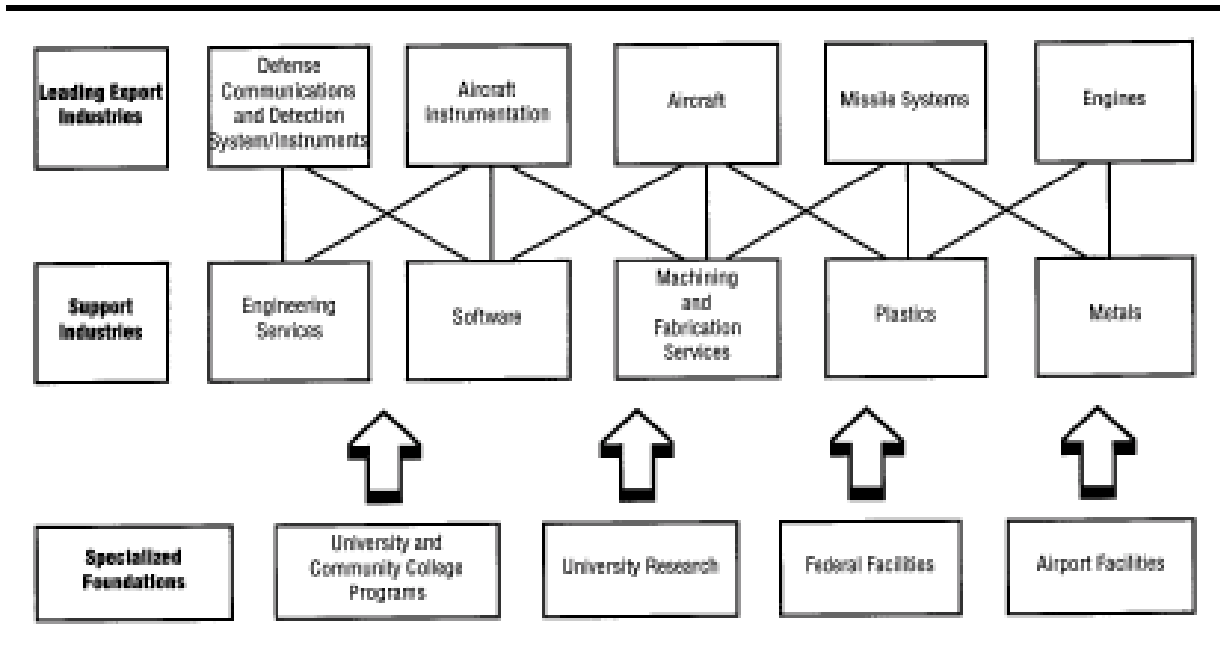 Leading Export
Industries
Defense
Communications
and Detection
System/Instruments
Aircraft
Instrumentation
Aircraft
Missile Systems
Engines
Support
Industries
Engineering
Services
Software
Machining
and
Fabrication
Services
Plastics
Metals
Specialized
Foundations
University and
Community College
Programs
University Research
Federal Facilities
Airport Facilities